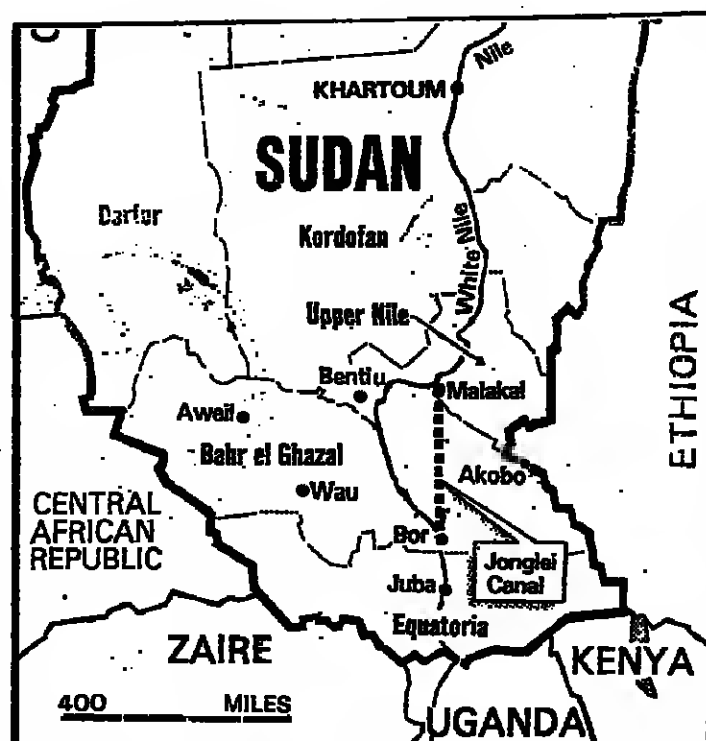 Nile
KHARTOUM
SUDAN
Darfur
Kordofan
White Nile
Upper Nile
Bentiu
Malakal
Aweil
ETHIOPIA
Bahr el Ghazal
Akobo
Wau
CENTRAL
AFRICAN
REPUBLIC
Bor
Jonglei
Canal
Juba
Equatoria
ZAIRE
KENYA
400 MILES
UGANDA